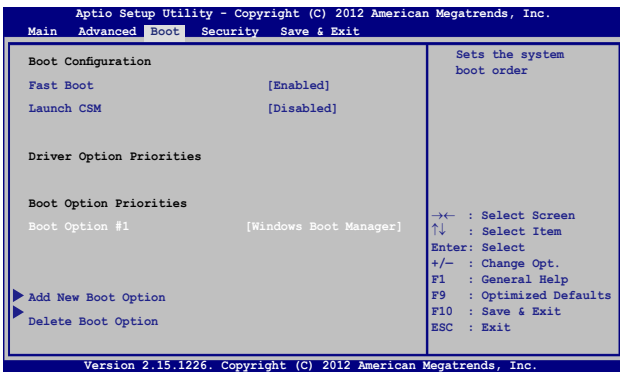 Aptio Setup Utility - Copyright (C) 2012 American Megatrends, Inc.
Main Advanced Boot Security Save & Exit
Boot Configuration
Fast Boot [Enabled]
Launch CSM [Disabled]
Driver Option Priorities
Boot Option Priorities
Boot Option #1 [Windows Boot Manager]
Add New Boot Option
Delete Boot Option
Sets the system
boot order
→← : Select Screen
↑↓ : Select Item
Enter: Select
+/— : Change Opt.
F1 : General Help
F9 : Optimized Defaults
F10 : Save & Exit
ESC : Exit
Version 2.15.1226. Copyright (C) 2012 American Megatrends, Inc.